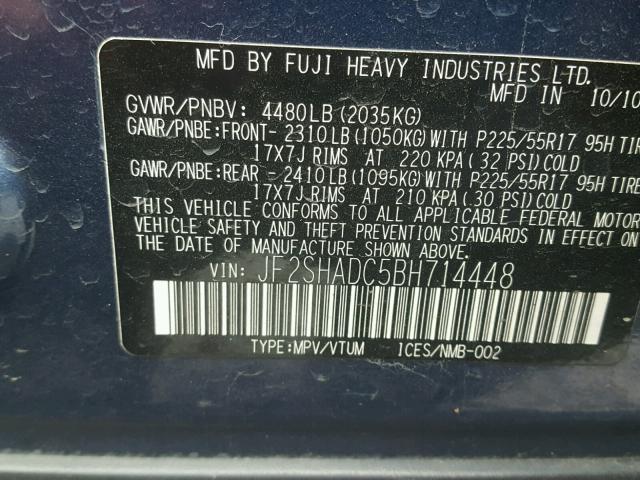 MFD BY FUJI HEAVY INDUSTRIES LTD.
MFD IN 10/10
GVWR/PNBV: 4480LB (2035KG)
GAWR/PNBE:FRONT- 2310LB (1050KG) WITH P225/55R17 95H TIRE
17X7J RIMS AT 220 KPA (32 PSI) COLD
GAWR/PNBE:REAR - 2410LB (1095KG) WITH P225/55R17 95H TIRE
17X7J RIMS AT 210 KPA (30 PSI) COLD
THIS VEHICLE CONFORMS TO ALL APPLICABLE FEDERAL MOTOR
VEHICLE SAFETY AND THEFT PREVENTION STANDARDS IN EFFECT ON
THE DATE OF MANUFACTURE SHOWN ABOVE.
VIN: JF2SHADC5BH714448
TYPE:MPV/VTUM ICES/NMB-002